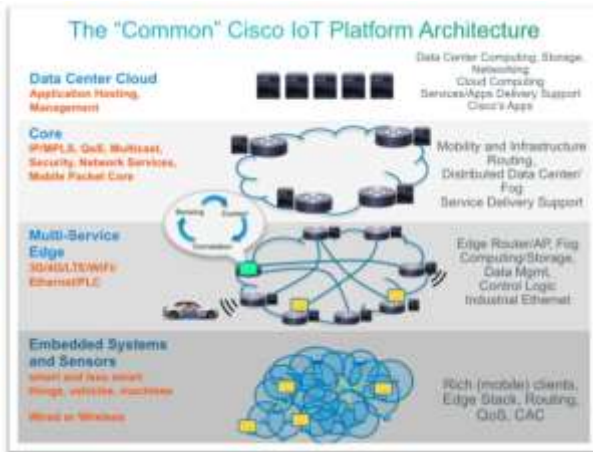 The "Common" Cisco IoT Platform Architecture
Data Center Cloud
Application Hosting,
Management
Data Center Computing, Storage,
Networking
Cloud Computing
Services/Apps Delivery Support
Cisco's Apps
Core
IP/MPLS, QoS, Multicast,
Security, Network Services,
Mobile Packet Core
Mobility and Infrastructure
Routing,
Distributed Data Center/
Fog
Service Delivery Support
Sensing
Control
Correlation
Multi-Service
Edge
3G/4G/LTE/WiFi/
Ethernet/PLC
Edge Router/AP, Fog
Computing/Storage,
Data Mgmt,
Control Logic
Industrial Ethernet
Embedded Systems
and Sensors
smart and less smart
things, vehicles, machines
Wired or Wireless
Rich (mobile) clients,
Edge Stack, Routing,
QoS, CAC